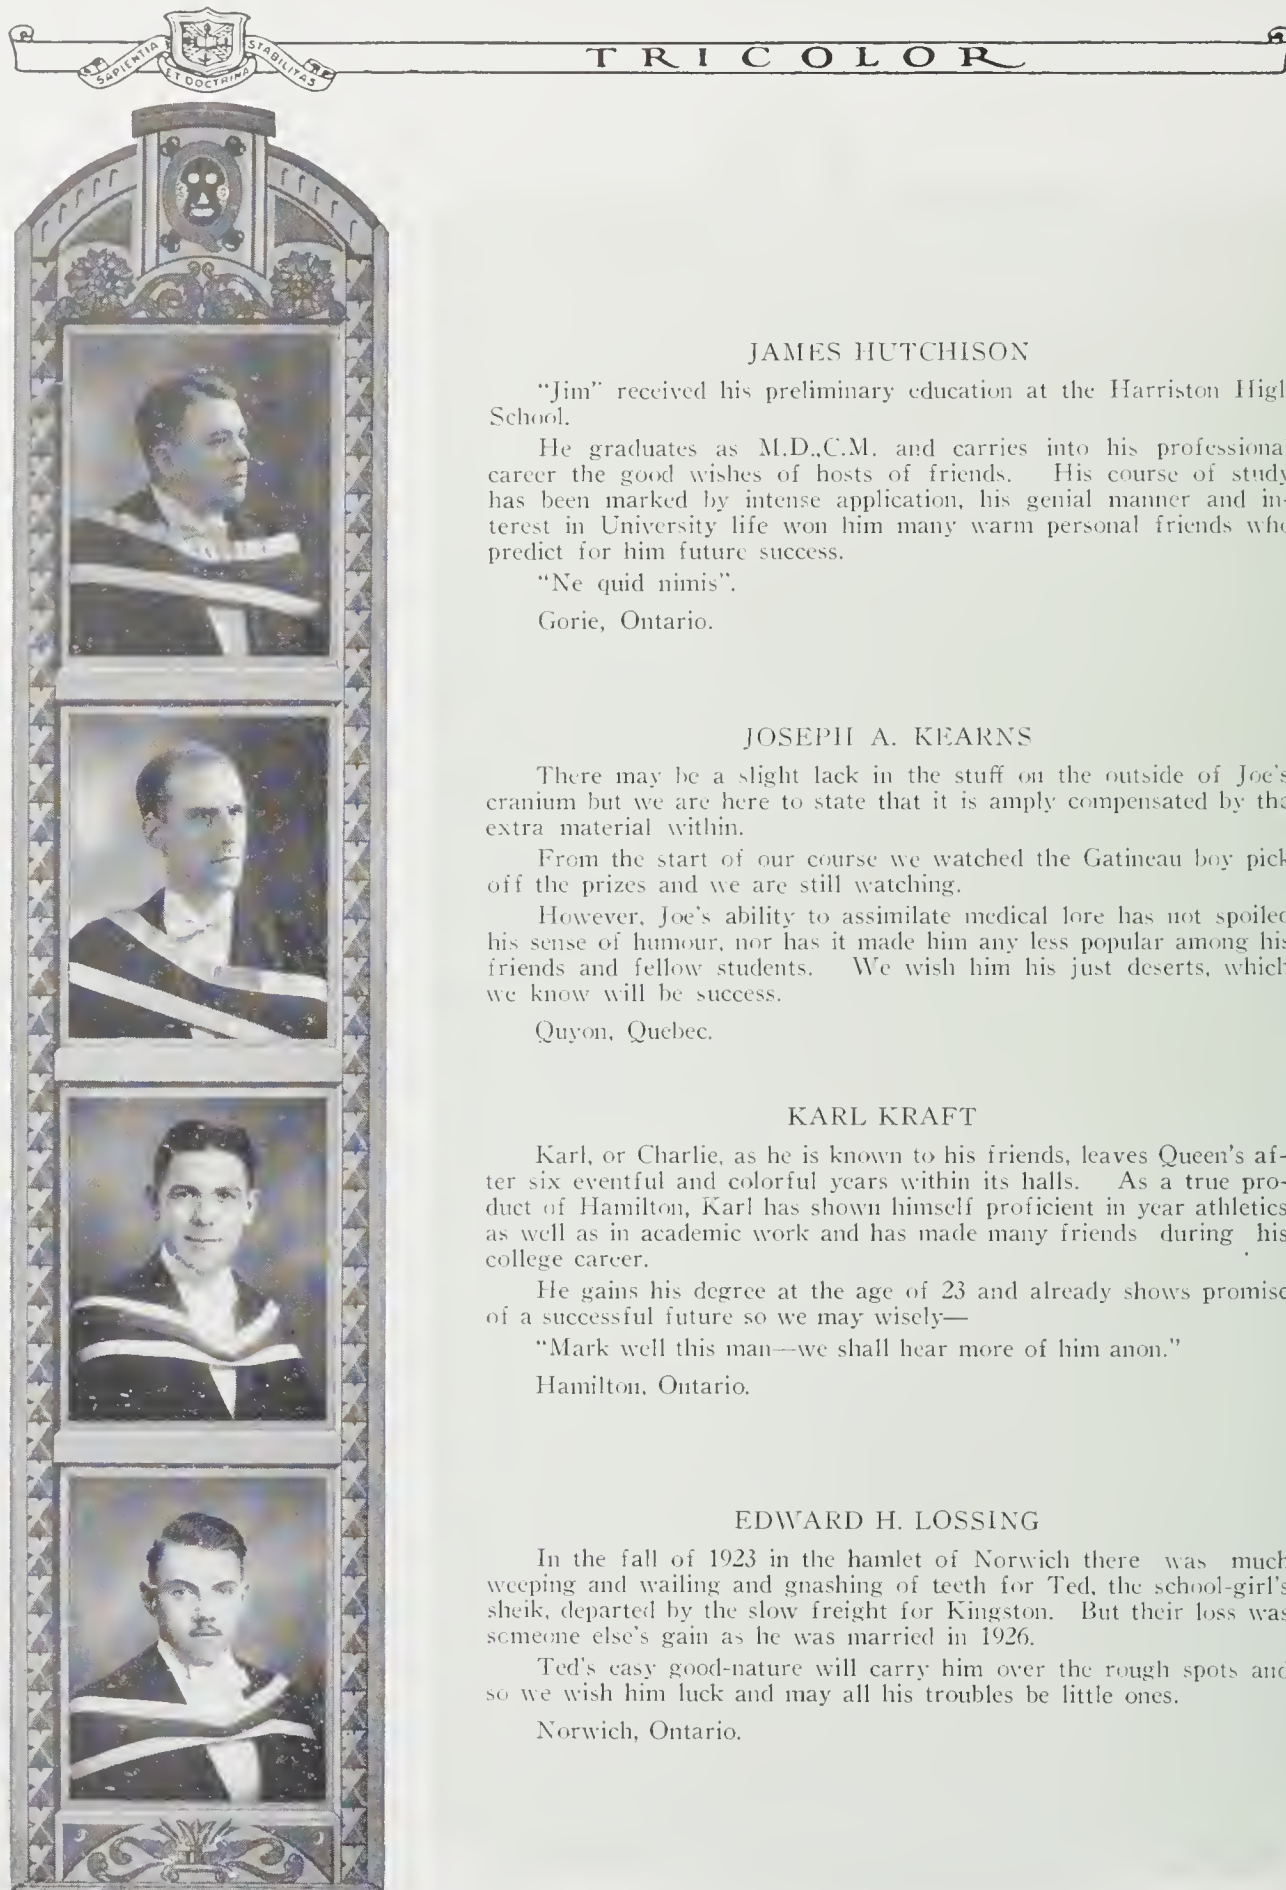 SAPIENTIA
ET DOCTRINA
STABILITAS
TRICOLOR
Q
JAMES HUTCHISON
"Jim" received his preliminary education at the Harriston Higl
School.
He graduates as M.D.,C.M. and carries into his professiona
career the good wishes of hosts of friends. His course of study
has been marked by intense application, his genial manner and in-
terest in University life won him many warm personal friends who
predict for him future success.
"Ne quid nimis".
Gorie, Ontario.
JOSEPH A. KEARNS
There may be a slight lack in the stuff on the outside of Joe's
cranium but we are here to state that it is amply compensated by the
extra material within.
From the start of our course we watched the Gatineau boy pick
off the prizes and we are still watching.
However, Joe's ability to assimilate medical lore has not spoiled
his sense of humour, nor has it made him any less popular among his
friends and fellow students. We wish him his just deserts, which
we know will be success.
Quyon, Quebec.
KARL KRAFT
Karl, or Charlie, as he is known to his friends, leaves Queen's af-
ter six eventful and colorful years within its halls. As a true pro-
duct of Hamilton, Karl has shown himself proficient in year athletics
as well as in academic work and has made many friends during his
college career.
He gains his degree at the age of 23 and already shows promise
of a successful future so we may wisely—
"Mark well this man—we shall hear more of him anon."
Hamilton, Ontario.
EDWARD H. LOSSING
In the fall of 1923 in the hamlet of Norwich there was much
weeping and wailing and gnashing of teeth for Ted, the school-girl's
sheik, departed by the slow freight for Kingston. But their loss was
someone else's gain as he was married in 1926.
Ted's easy good-nature will carry him over the rough spots and
so we wish him luck and may all his troubles be little ones.
Norwich, Ontario.